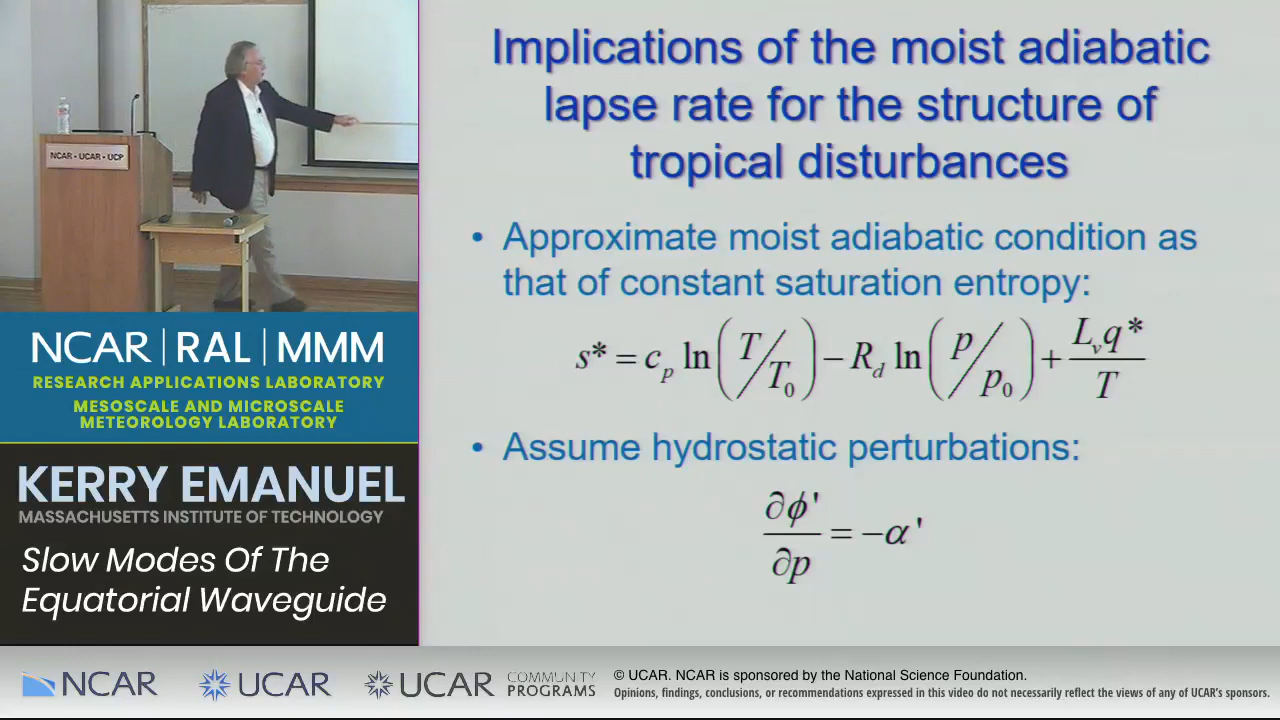 NCAR • UCAR • UCP
NCAR | RAL | MMM
RESEARCH APPLICATIONS LABORATORY
MESOSCALE AND MICROSCALE
METEOROLOGY LABORATORY
KERRY EMANUEL
MASSACHUSETTS INSTITUTE OF TECHNOLOGY
Slow Modes Of The
Equatorial Waveguide
Implications of the moist adiabatic
lapse rate for the structure of
tropical disturbances
• Approximate moist adiabatic condition as
that of constant saturation entropy:
s* = c_p ln(T/T_0) − R_d ln(p/p_0) + L_v q*/T
• Assume hydrostatic perturbations:
∂ϕ'/∂p = −α'
NCAR
UCAR
UCAR
COMMUNITY
PROGRAMS
© UCAR. NCAR is sponsored by the National Science Foundation.
Opinions, findings, conclusions, or recommendations expressed in this video do not necessarily reflect the views of any of UCAR's sponsors.